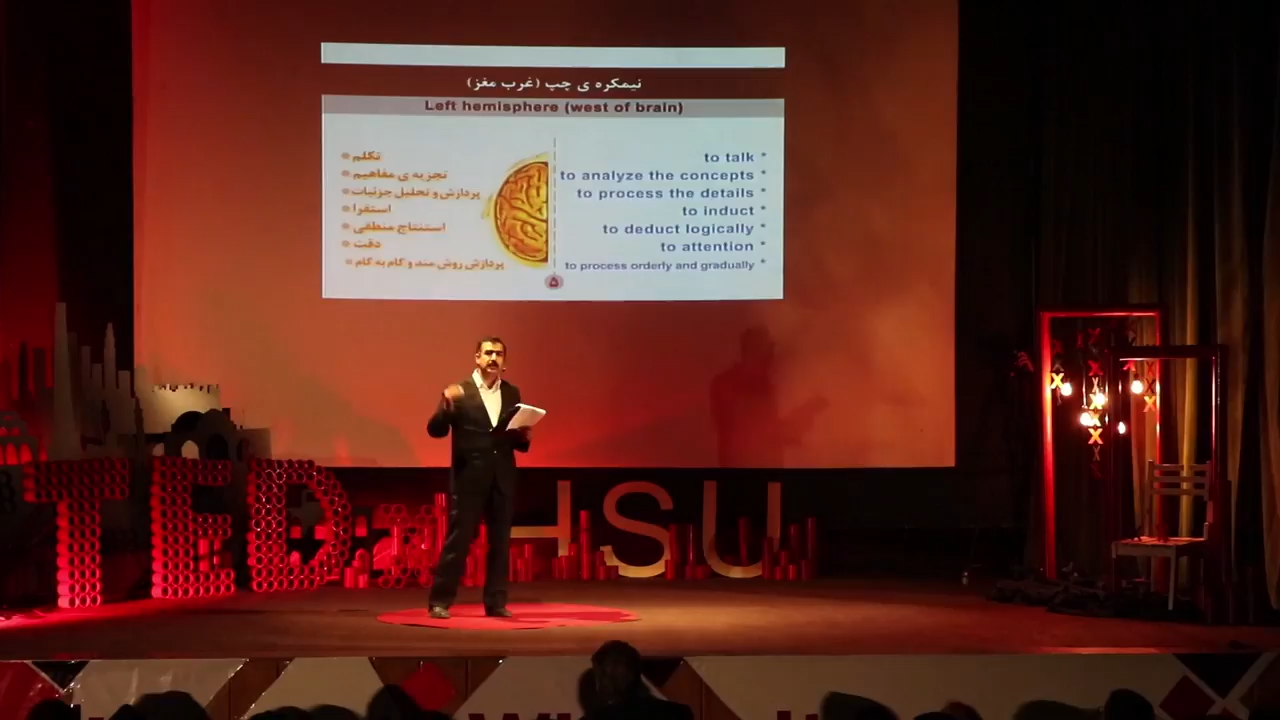 نیمکره ی چپ (غرب مغز)
Left hemisphere (west of brain)
تکلم
تجزیه ی مفاهیم
پردازش و تحلیل جزئیات
استقرا
استنتاج منطقی
دقت
پردازش روش مند و گام به گام
to talk *
to analyze the concepts *
to process the details *
to induct *
to deduct logically *
to attention *
to process orderly and gradually *
۵
TEDx HSU